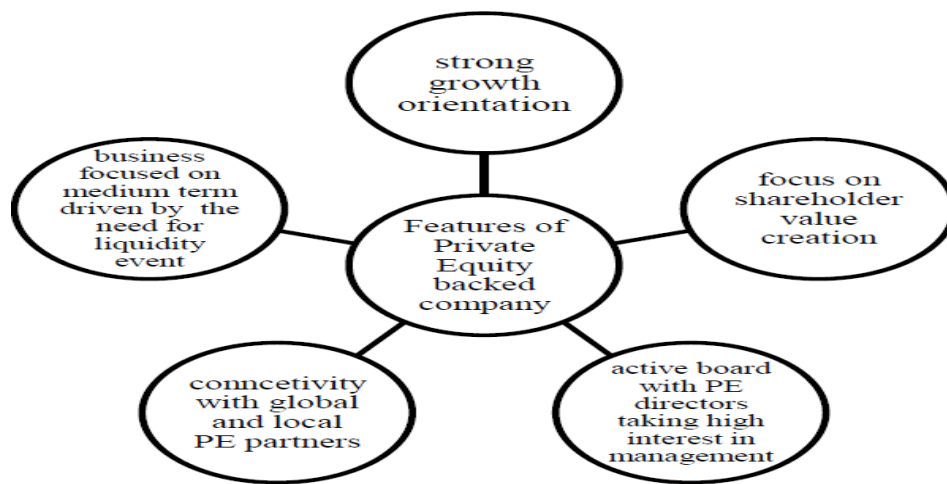 strong
growth
orientation
business
focused on
medium term
driven by  the
need for
liquidity
event
focus on
shareholder
value
creation
Features of
Private
Equity
backed
company
conncetivity
with global
and local
PE partners
active board
with PE
directors
taking high
interest in
management